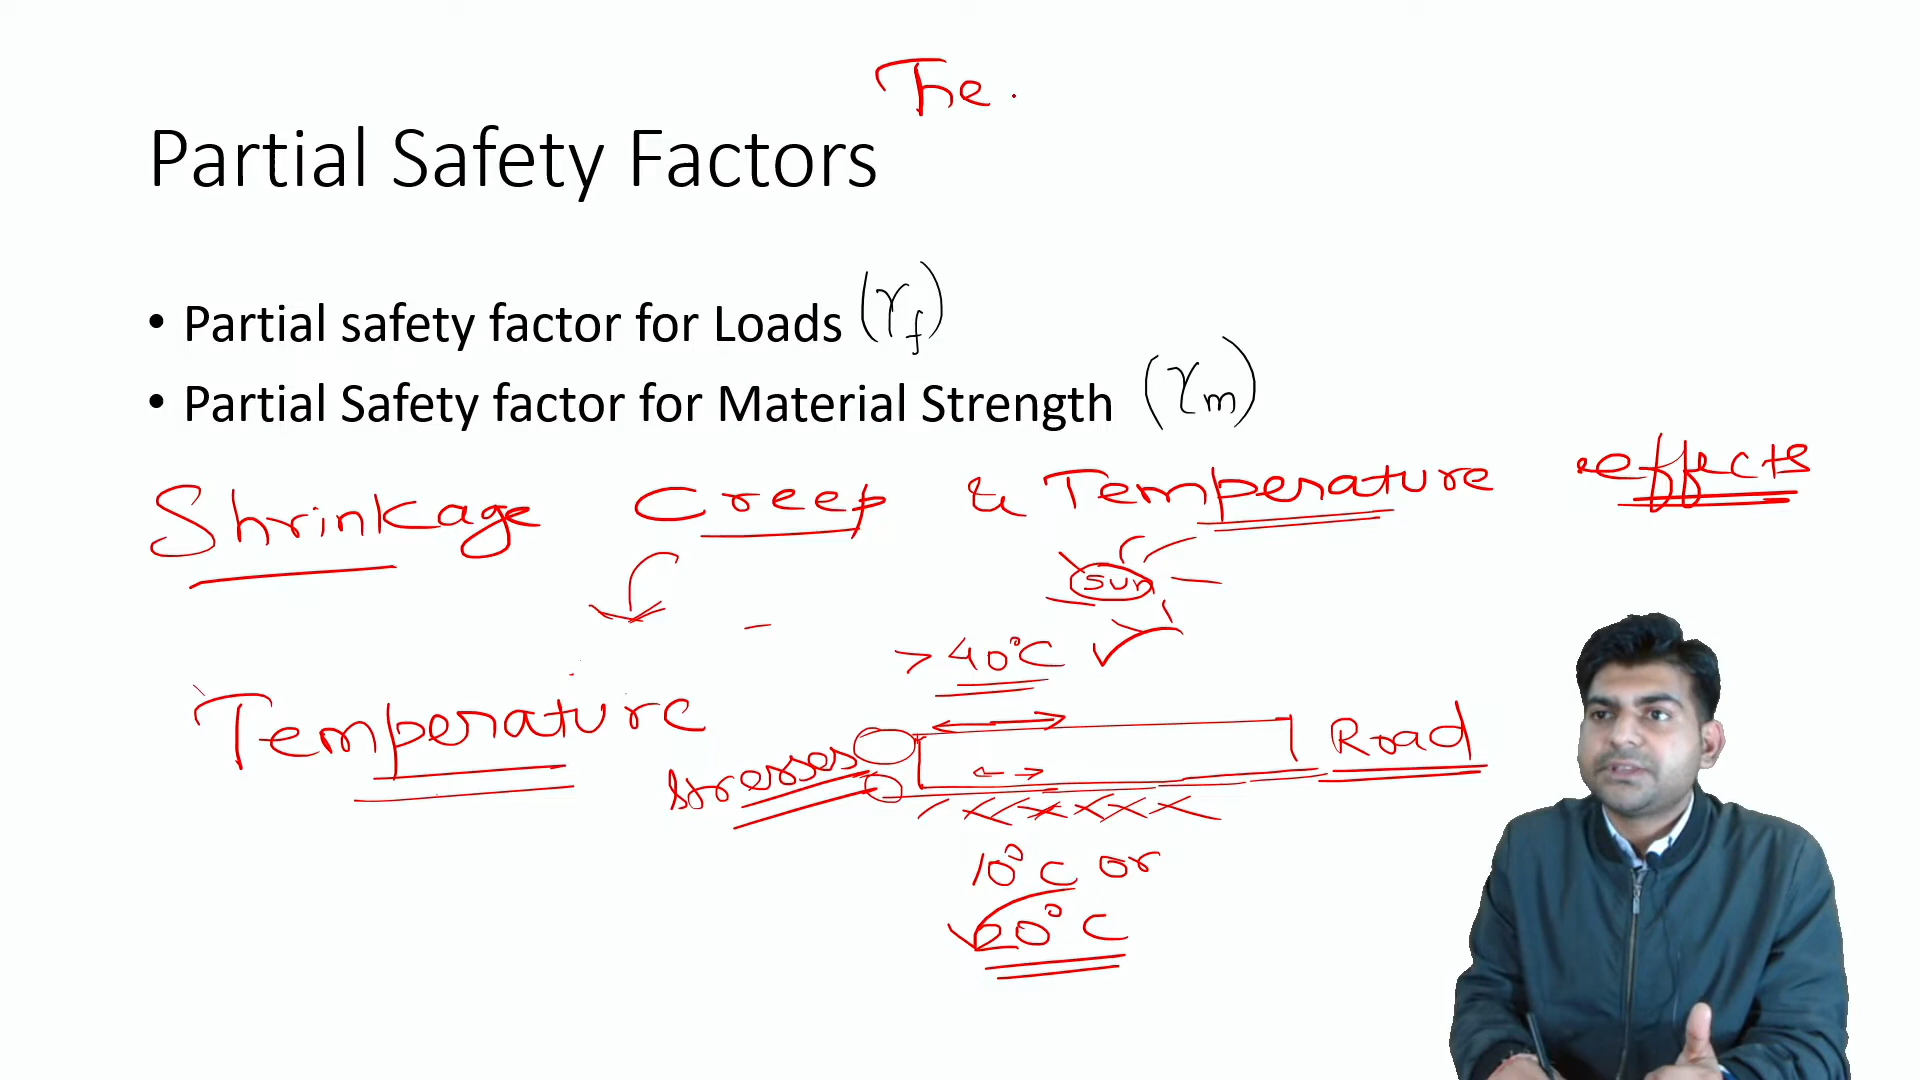 The.
Partial Safety Factors
• Partial safety factor for Loads (γf)
• Partial Safety factor for Material Strength (γm)
Shrinkage Creep & Temperature effects
sun
> 40°C
Temperature
stresses
Road
10°C or
20°C